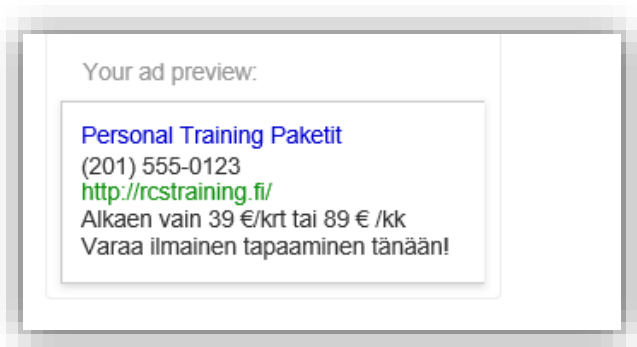 Your ad preview:
Personal Training Paketit
(201) 555-0123
http://rcstraining.fi/
Alkaen vain 39 €/krt tai 89 € /kk
Varaa ilmainen tapaaminen tänään!